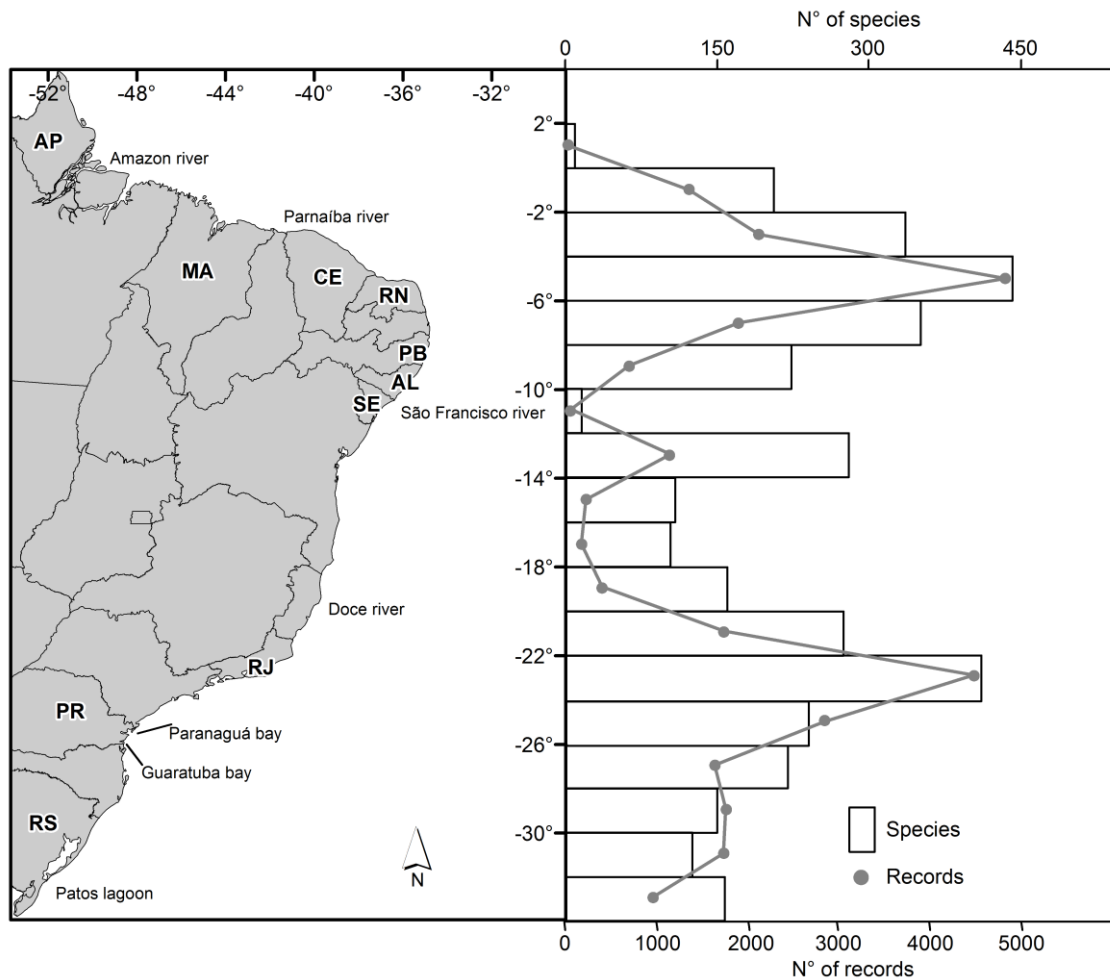 N° of species
0 150 300 450
-52° -48° -44° -40° -36° -32°
AP
Amazon river
Parnaíba river
MA
CE
RN
PB
AL
SE
São Francisco river
Doce river
RJ
PR
Paranaguá bay
Guaratuba bay
RS
Patos lagoon
N
2°
-2°
-6°
-10°
-14°
-18°
-22°
-26°
-30°
Species
Records
0 1000 2000 3000 4000 5000
N° of records